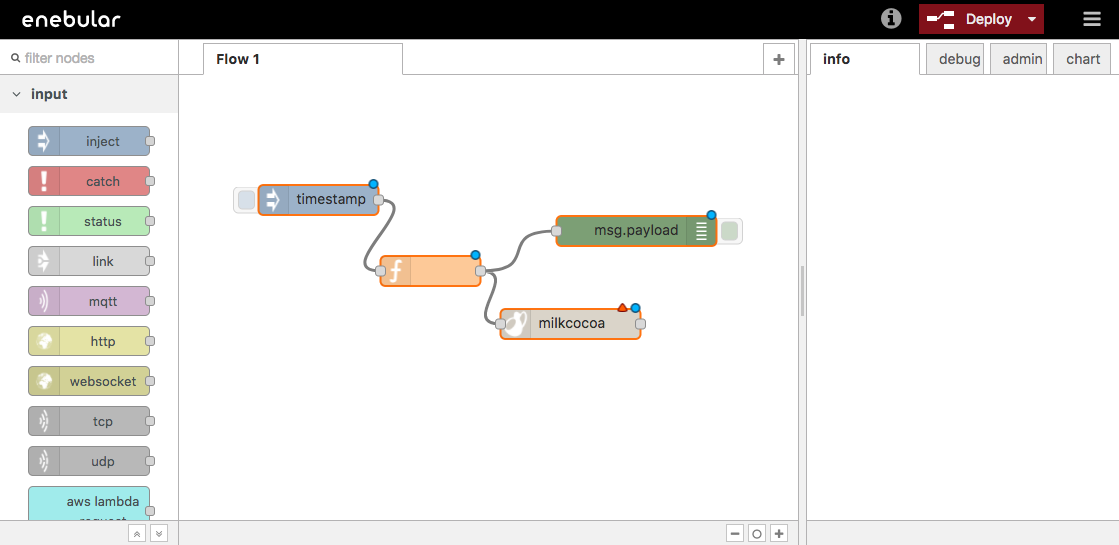 enebular
Deploy
filter nodes
Flow 1
info
debug
admin
chart
input
inject
catch
status
link
mqtt
http
websocket
tcp
udp
aws lambda
request
timestamp
msg.payload
milkcocoa